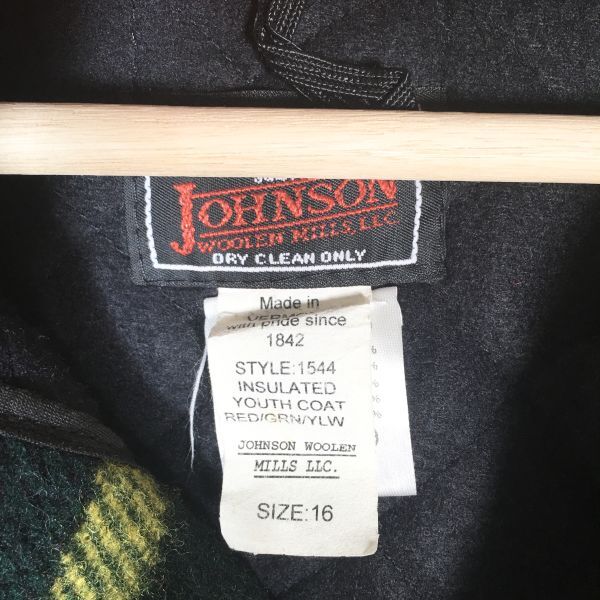 JOHNSON
WOOLEN MILLS, LLC
DRY CLEAN ONLY
Made in
VERMONT
with pride since
1842
STYLE:1544
INSULATED
YOUTH COAT
RED/GRN/YLW
JOHNSON WOOLEN
MILLS LLC.
SIZE:16
%
%
%
%